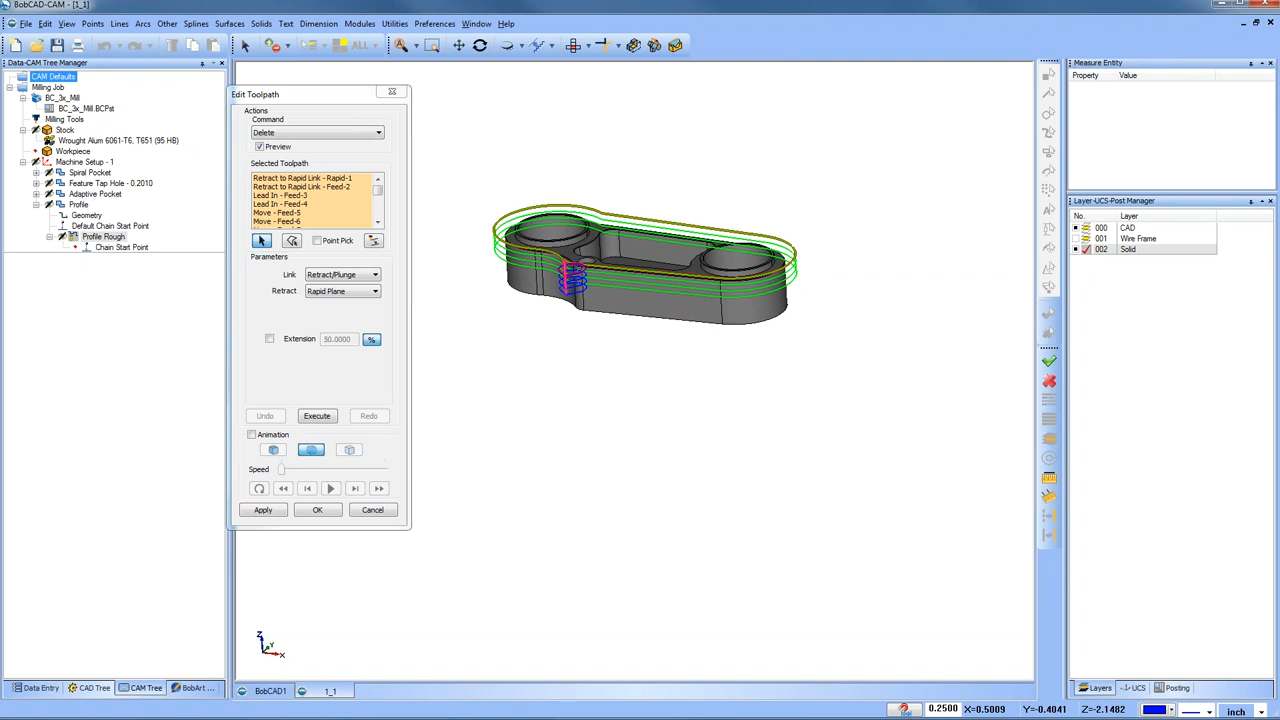 BobCAD-CAM - [1_1]
File Edit View Points Lines Arcs Other Splines Surfaces Solids Text Dimension Modules Utilities Preferences Window Help
ALL
Data-CAM Tree Manager
CAM Defaults
Milling Job
BC_3x_Mill
BC_3x_Mill.BCPst
Milling Tools
Stock
Wrought Alum 6061-T6, T651 (95 HB)
Workpiece
Machine Setup - 1
Spiral Pocket
Feature Tap Hole - 0.2010
Adaptive Pocket
Profile
Geometry
Default Chain Start Point
Profile Rough
Chain Start Point
Edit Toolpath
Actions
Command
Delete
Preview
Selected Toolpath
Retract to Rapid Link - Rapid-1
Retract to Rapid Link - Feed-2
Lead In - Feed-3
Lead In - Feed-4
Move - Feed-5
Move - Feed-6
Point Pick
Parameters
Link Retract/Plunge
Retract Rapid Plane
Extension 50.0000 %
Undo Execute Redo
Animation
Speed
Apply OK Cancel
Z
Y
X
Measure Entity
Property Value
Layer-UCS-Post Manager
No. Layer
000 CAD
001 Wire Frame
002 Solid
Data Entry CAD Tree CAM Tree BobArt ...
BobCAD1 1_1
Layers UCS Posting
0.2500 X=0.5009 Y=-0.4041 Z=-2.1482 inch